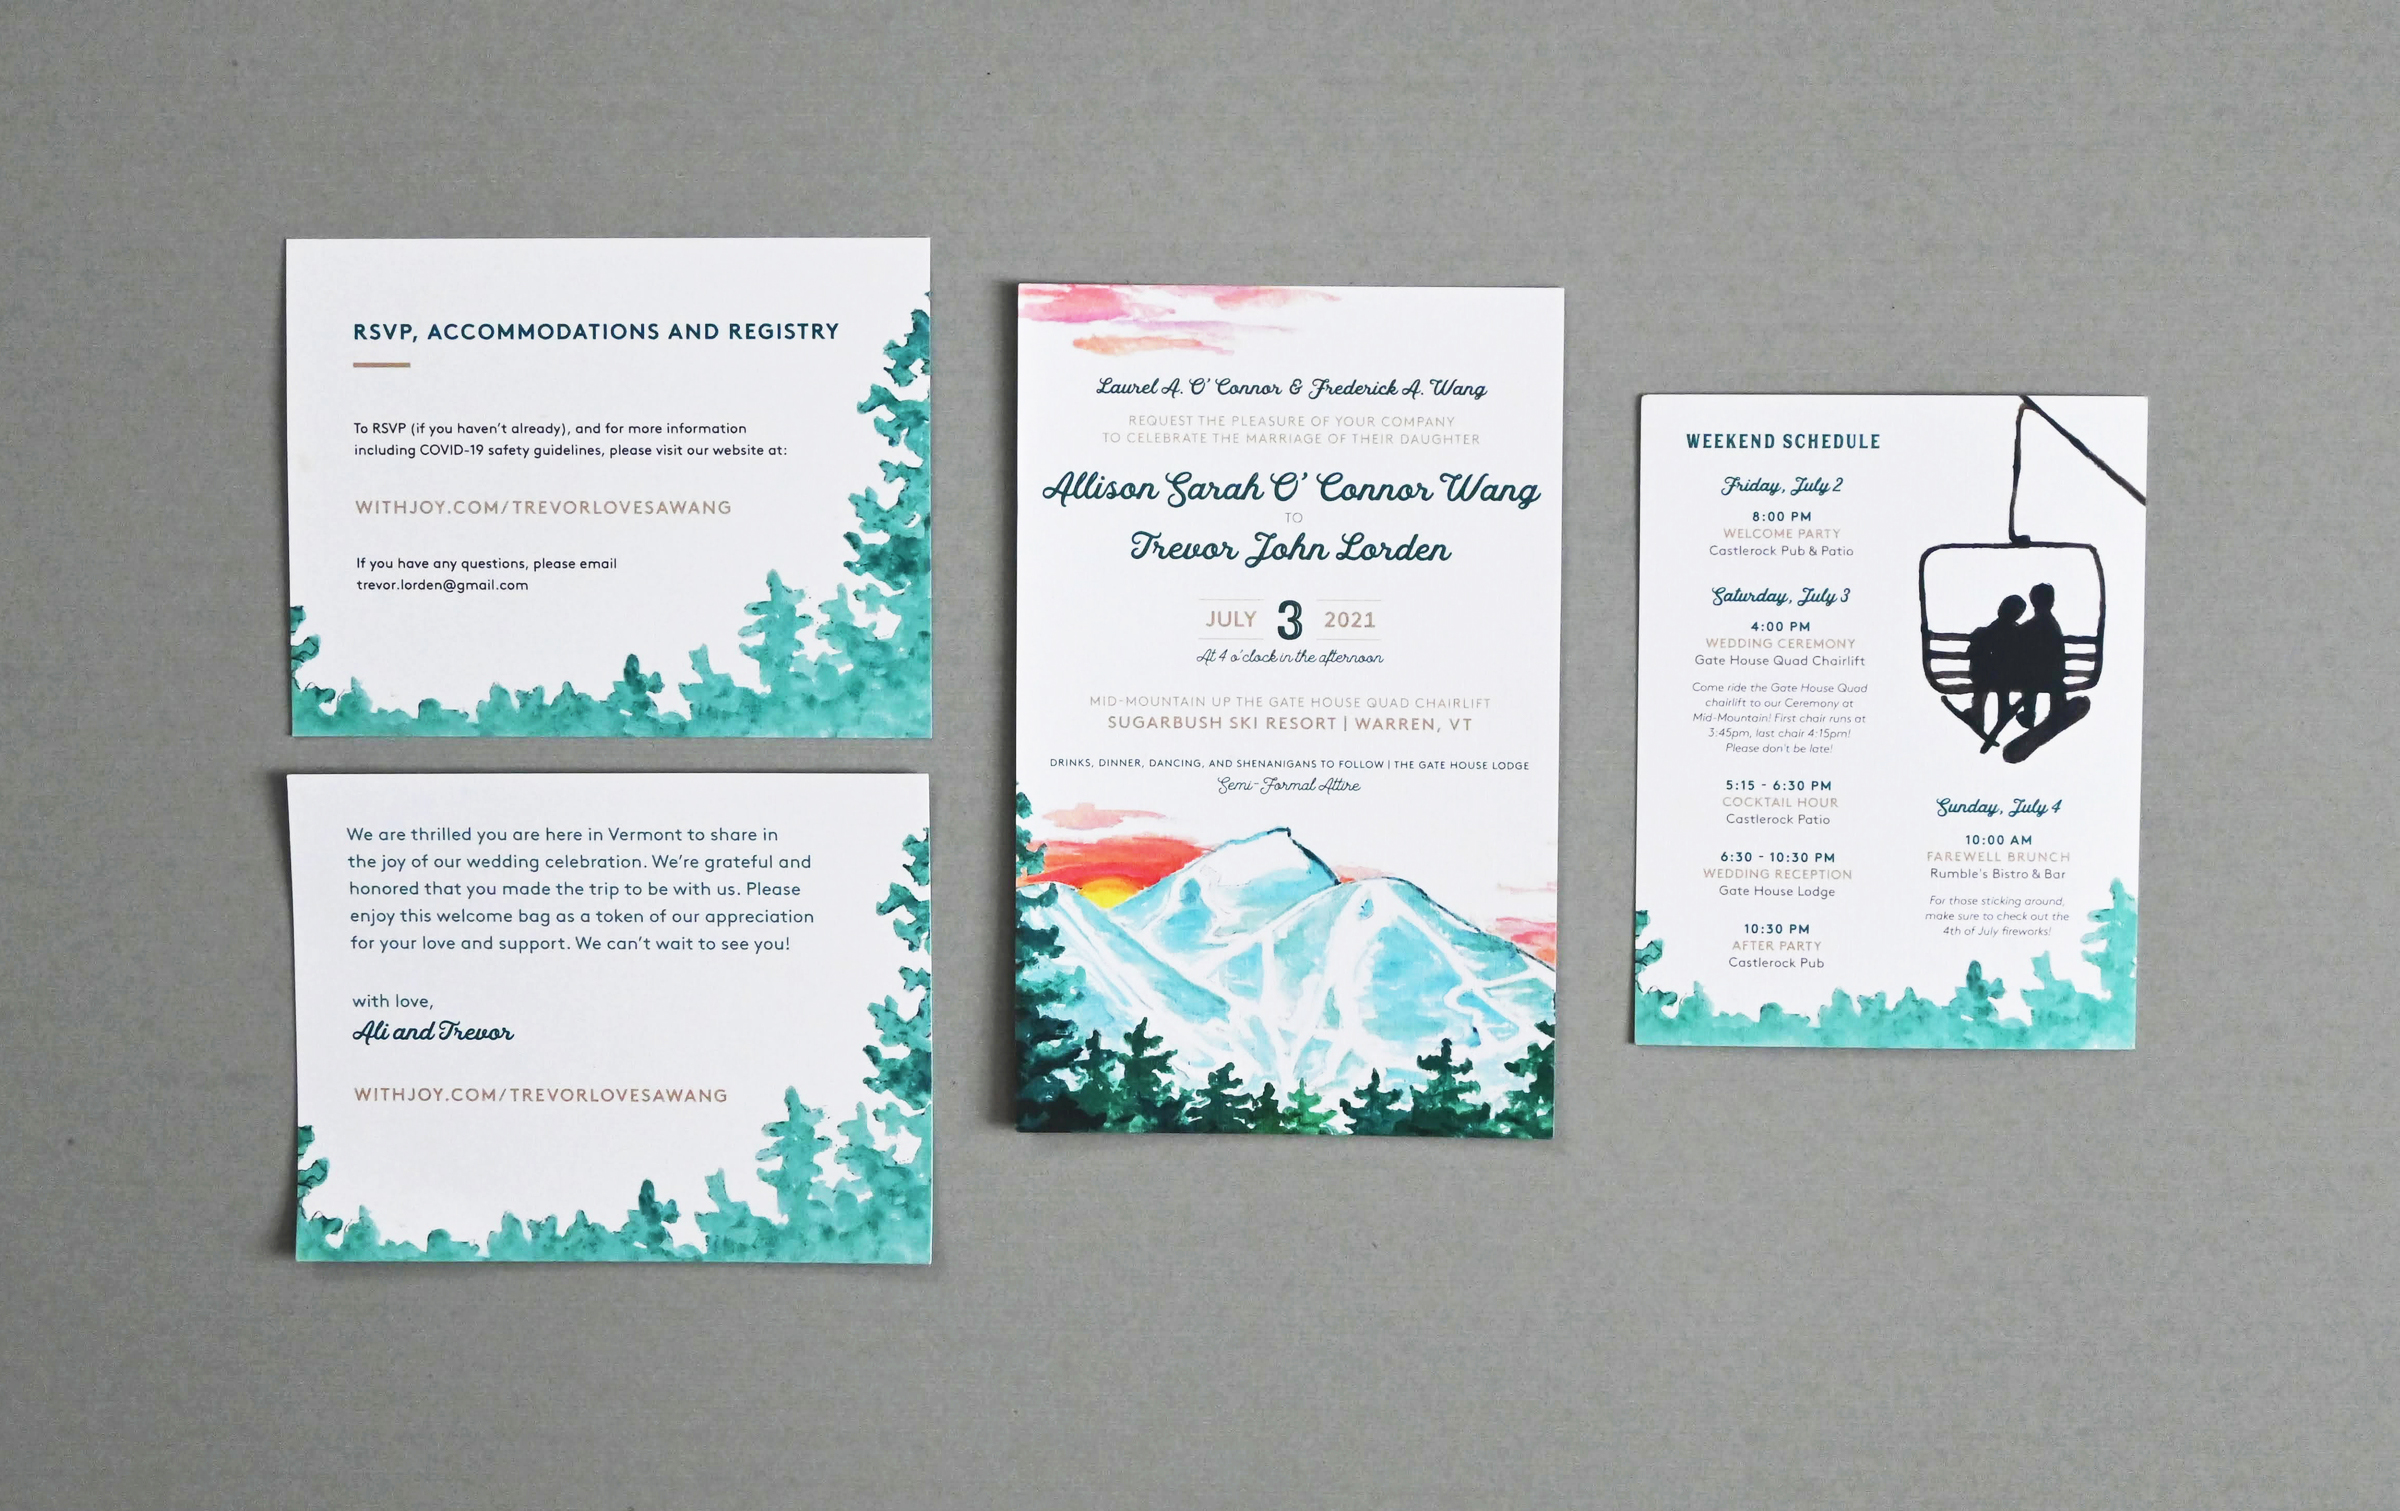 RSVP, ACCOMMODATIONS AND REGISTRY
To RSVP (if you haven't already), and for more information
including COVID-19 safety guidelines, please visit our website at:
WITHJOY.COM/TREVORLOVESAWANG
If you have any questions, please email
trevor.lorden@gmail.com
We are thrilled you are here in Vermont to share in
the joy of our wedding celebration. We're grateful and
honored that you made the trip to be with us. Please
enjoy this welcome bag as a token of our appreciation
for your love and support. We can't wait to see you!
with love,
Ali and Trevor
WITHJOY.COM/TREVORLOVESAWANG
Laurel A. O' Connor & Frederick A. Wang
REQUEST THE PLEASURE OF YOUR COMPANY
TO CELEBRATE THE MARRIAGE OF THEIR DAUGHTER
Allison Sarah O' Connor Wang
TO
Trevor John Lorden
JULY 3 2021
At 4 o'clock in the afternoon
MID-MOUNTAIN UP THE GATE HOUSE QUAD CHAIRLIFT
SUGARBUSH SKI RESORT | WARREN, VT
DRINKS, DINNER, DANCING, AND SHENANIGANS TO FOLLOW | THE GATE HOUSE LODGE
Semi-Formal Attire
WEEKEND SCHEDULE
Friday, July 2
8:00 PM
WELCOME PARTY
Castlerock Pub & Patio
Saturday, July 3
4:00 PM
WEDDING CEREMONY
Gate House Quad Chairlift
Come ride the Gate House Quad
chairlift to our Ceremony at
Mid-Mountain! First chair runs at
3:45pm, last chair 4:15pm!
Please don't be late!
5:15 - 6:30 PM
COCKTAIL HOUR
Castlerock Patio
6:30 - 10:30 PM
WEDDING RECEPTION
Gate House Lodge
10:30 PM
AFTER PARTY
Castlerock Pub
Sunday, July 4
10:00 AM
FAREWELL BRUNCH
Rumble's Bistro & Bar
For those sticking around,
make sure to check out the
4th of July fireworks!